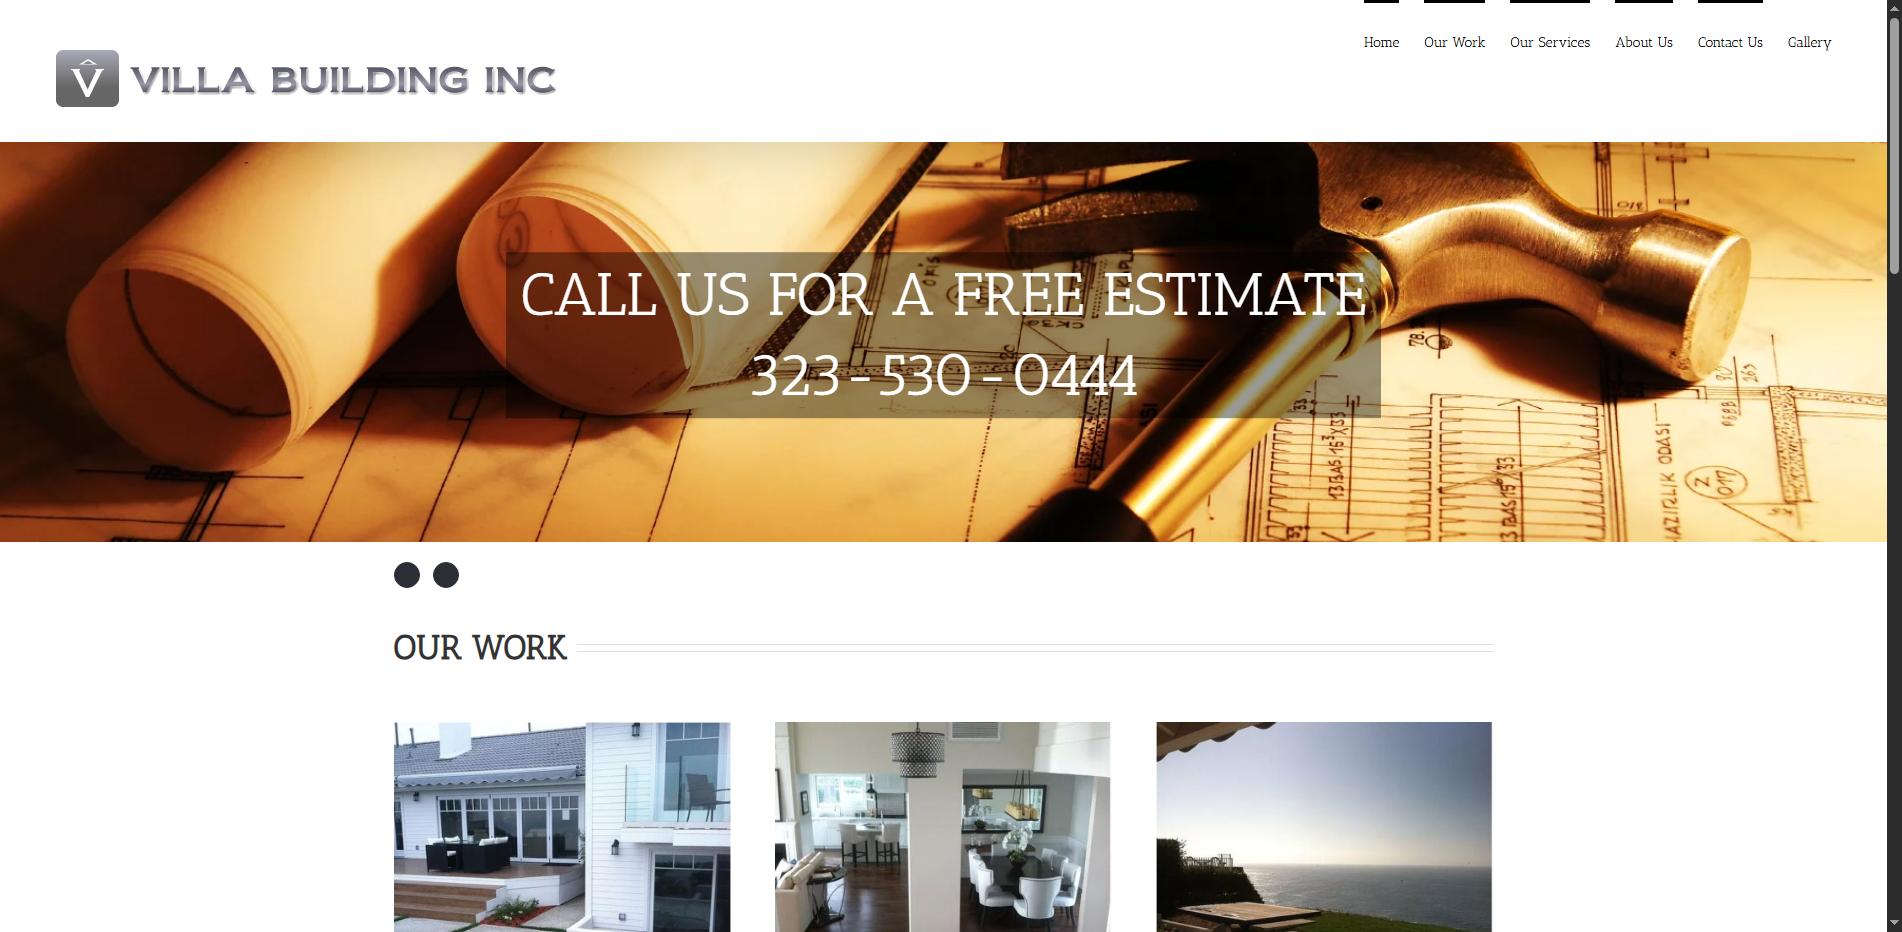 Home Our Work Our Services About Us Contact Us Gallery
V̂ VILLA BUILDING INC
CALL US FOR A FREE ESTIMATE
323-530-0444
OUR WORK